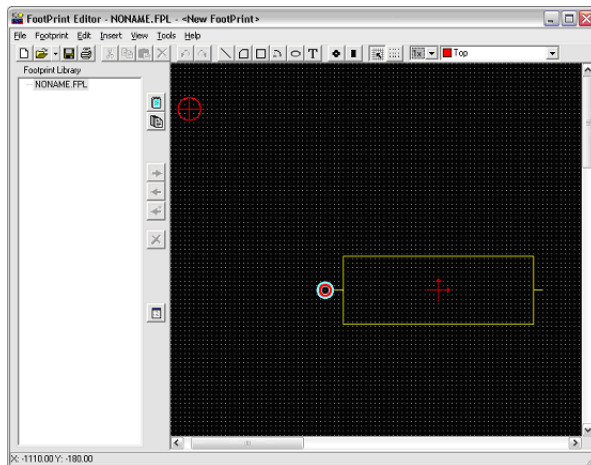 FootPrint Editor - NONAME.FPL - <New FootPrint>
File Footprint Edit Insert View Tools Help
T
1x
Top
Footprint Library
NONAME.FPL
X: -1110.00 Y: -180.00